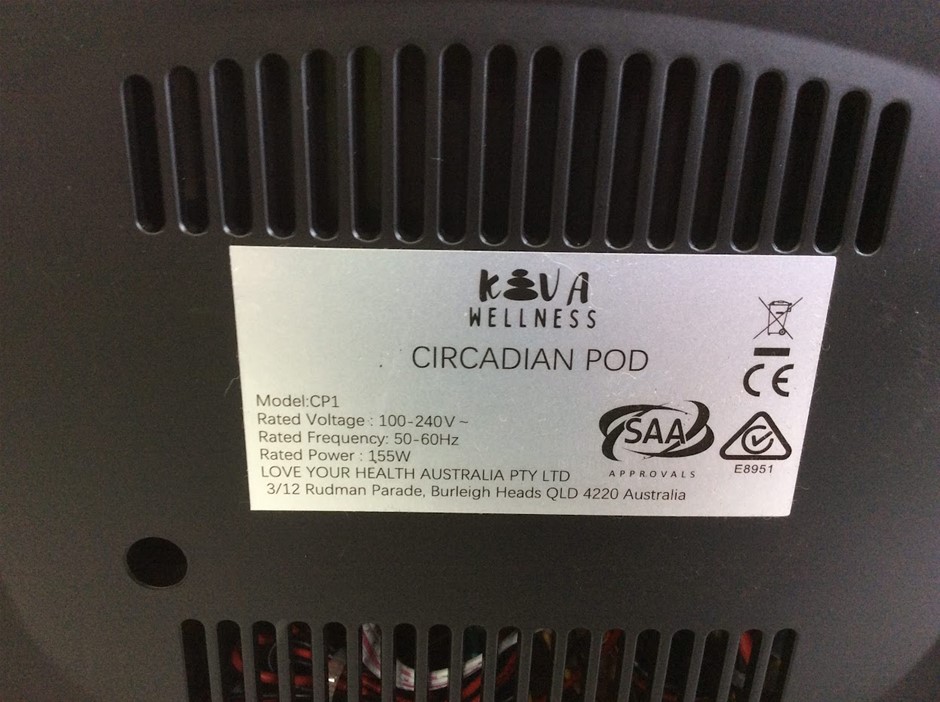 KIVA
WELLNESS
CIRCADIAN POD
CE
Model:CP1
Rated Voltage : 100-240V~
Rated Frequency: 50-60Hz
Rated Power : 155W
LOVE YOUR HEALTH AUSTRALIA PTY LTD
3/12 Rudman Parade, Burleigh Heads QLD 4220 Australia
SAA
APPROVALS
E8951